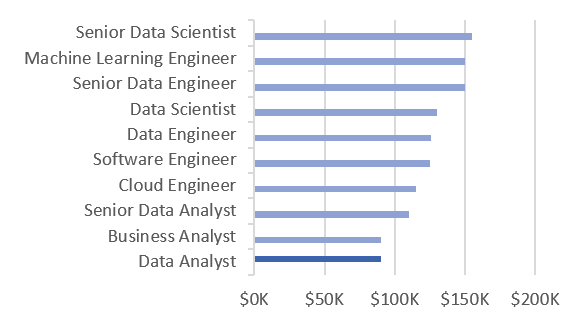 Senior Data Scientist
Machine Learning Engineer
Senior Data Engineer
Data Scientist
Data Engineer
Software Engineer
Cloud Engineer
Senior Data Analyst
Business Analyst
Data Analyst
$0K $50K $100K $150K $200K